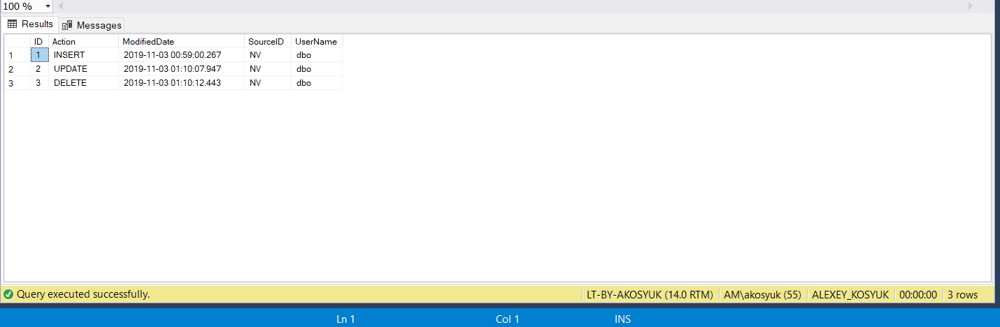 100 %
Results Messages
ID Action ModifiedDate SourceID UserName
1 1 INSERT 2019-11-03 00:59:00.267 NV dbo
2 2 UPDATE 2019-11-03 01:10:07.947 NV dbo
3 3 DELETE 2019-11-03 01:10:12.443 NV dbo
Query executed successfully. LT-BY-AKOSYUK (14.0 RTM) AM\akosyuk (55) ALEXEY_KOSYUK 00:00:00 3 rows
Ln 1 Col 1 INS